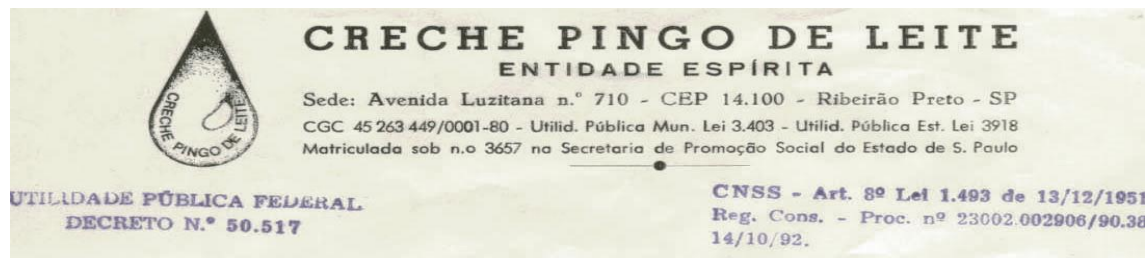 CRECHE PINGO DE LEITE
ENTIDADE ESPÍRITA
Sede: Avenida Luzitana n.º 710 - CEP 14.100 - Ribeirão Preto - SP
CGC 45 263 449/0001-80 - Utilid. Pública Mun. Lei 3.403 - Utilid. Pública Est. Lei 3918
Matriculada sob n.o 3657 na Secretaria de Promoção Social do Estado de S. Paulo
CRECHE PINGO DE LEITE
UTILIDADE PÚBLICA FEDERAL
DECRETO N.º 50.517
CNSS - Art. 8º Lei 1.493 de 13/12/1951
Reg. Cons. - Proc. nº 23002.002906/90.38
14/10/92.